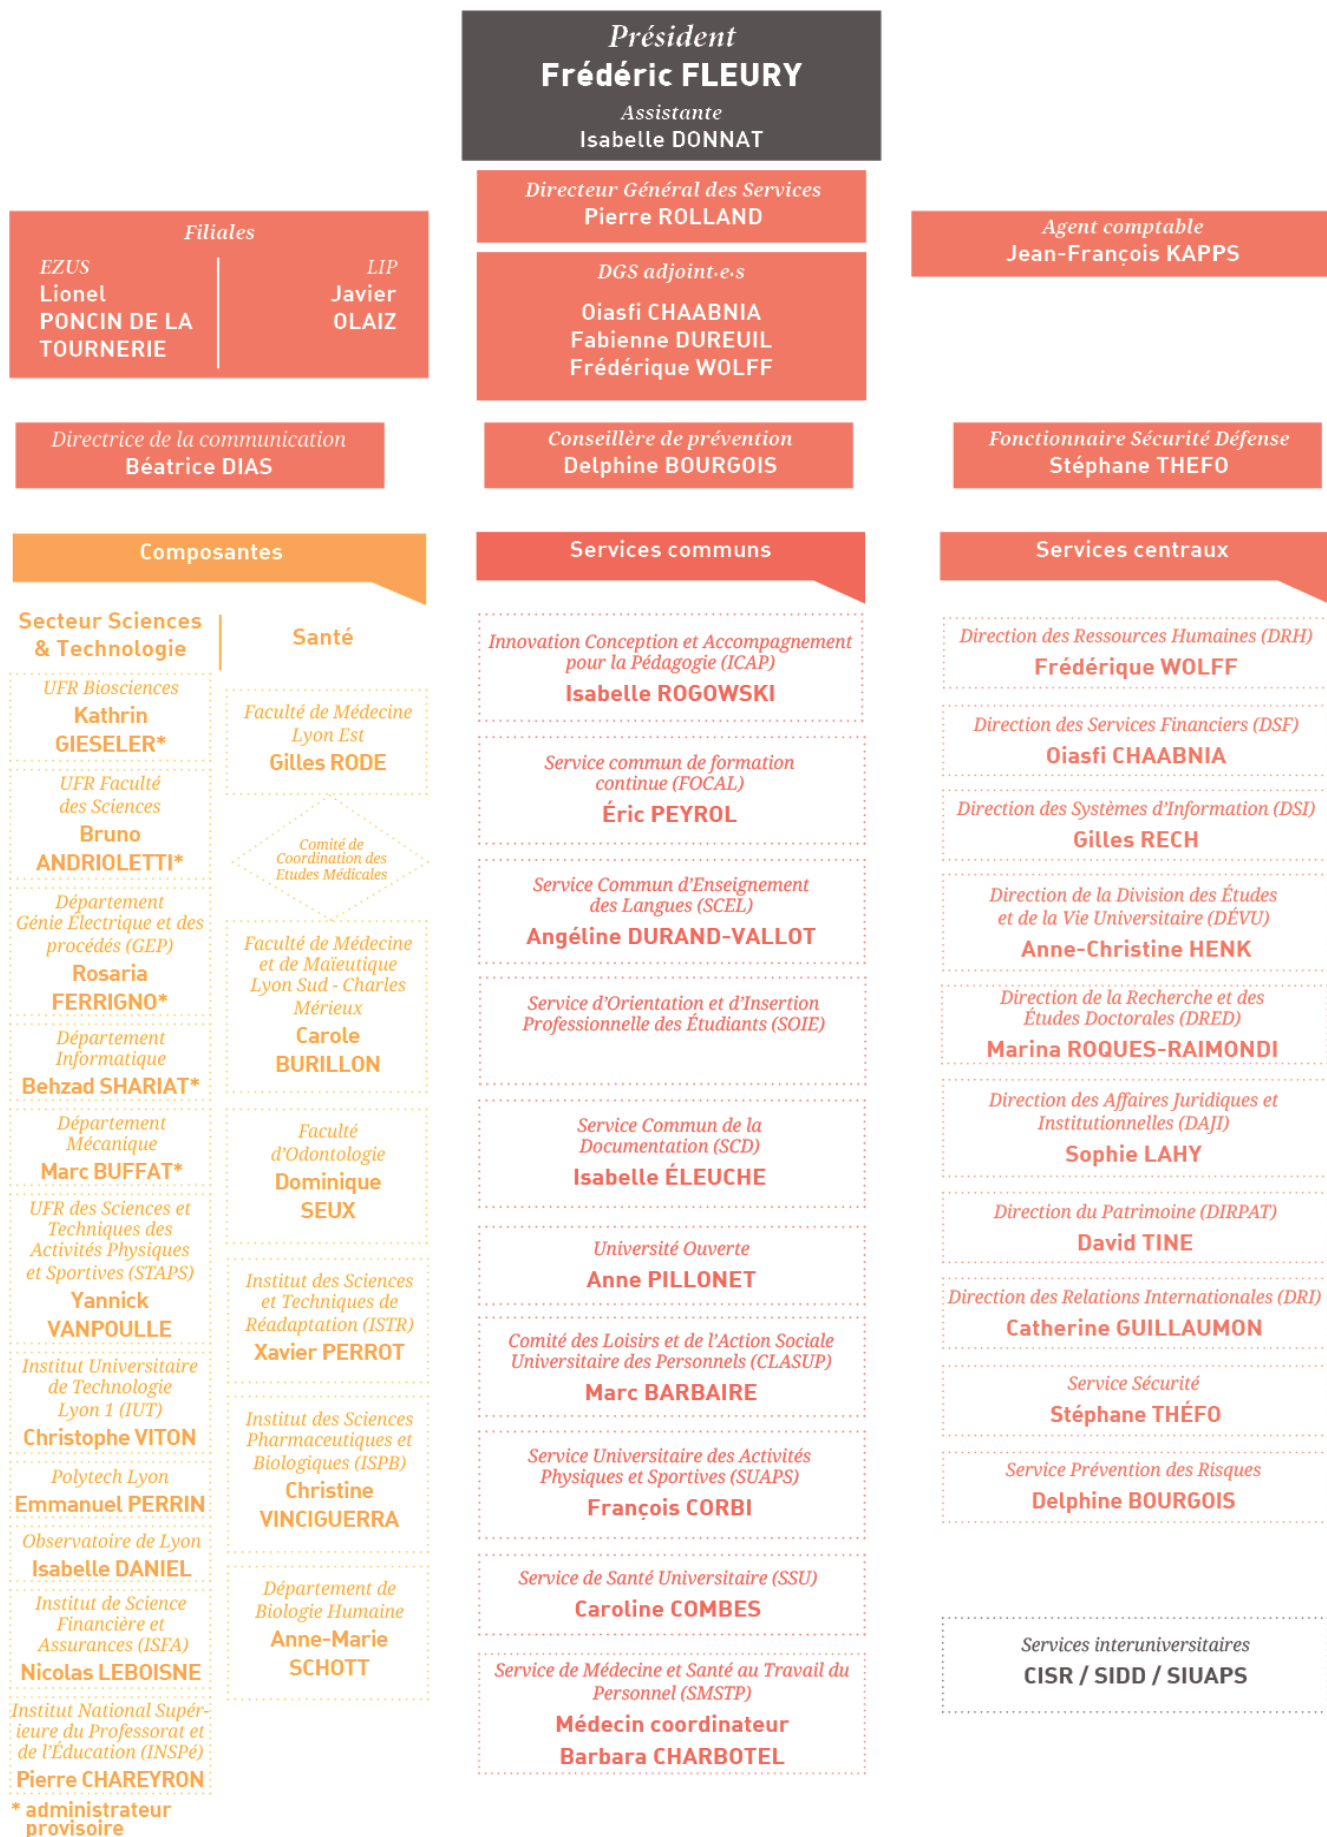 Président
Frédéric FLEURY
Assistante
Isabelle DONNAT
Directeur Général des Services
Pierre ROLLAND
Filiales
EZUS
Lionel
PONCIN DE LA
TOURNERIE
LIP
Javier
OLAIZ
DGS adjoint·e·s
Oiasfi CHAABNIA
Fabienne DUREUIL
Frédérique WOLFF
Agent comptable
Jean-François KAPPS
Directrice de la communication
Béatrice DIAS
Conseillère de prévention
Delphine BOURGOIS
Fonctionnaire Sécurité Défense
Stéphane THEFO
Composantes
Secteur Sciences
& Technologie
UFR Biosciences
Kathrin
GIESELER*
UFR Faculté
des Sciences
Bruno
ANDRIOLETTI*
Département
Génie Électrique et des
procédés (GEP)
Rosaria
FERRIGNO*
Département
Informatique
Behzad SHARIAT*
Département
Mécanique
Marc BUFFAT*
UFR des Sciences et
Techniques des
Activités Physiques
et Sportives (STAPS)
Yannick
VANPOULLE
Institut Universitaire
de Technologie
Lyon 1 (IUT)
Christophe VITON
Polytech Lyon
Emmanuel PERRIN
Observatoire de Lyon
Isabelle DANIEL
Institut de Science
Financière et
Assurances (ISFA)
Nicolas LEBOISNE
Institut National Supér-
ieure du Professorat et
de l'Éducation (INSPé)
Pierre CHAREYRON
* administrateur
provisoire
Santé
Faculté de Médecine
Lyon Est
Gilles RODE
Comité de
Coordination des
Etudes Médicales
Faculté de Médecine
et de Maïeutique
Lyon Sud - Charles
Mérieux
Carole
BURILLON
Faculté
d'Odontologie
Dominique
SEUX
Institut des Sciences
et Techniques de
Réadaptation (ISTR)
Xavier PERROT
Institut des Sciences
Pharmaceutiques et
Biologiques (ISPB)
Christine
VINCIGUERRA
Département de
Biologie Humaine
Anne-Marie
SCHOTT
Services communs
Innovation Conception et Accompagnement
pour la Pédagogie (ICAP)
Isabelle ROGOWSKI
Service commun de formation
continue (FOCAL)
Éric PEYROL
Service Commun d'Enseignement
des Langues (SCEL)
Angéline DURAND-VALLOT
Service d'Orientation et d'Insertion
Professionnelle des Étudiants (SOIE)
Service Commun de la
Documentation (SCD)
Isabelle ÉLEUCHE
Université Ouverte
Anne PILLONET
Comité des Loisirs et de l'Action Sociale
Universitaire des Personnels (CLASUP)
Marc BARBAIRE
Service Universitaire des Activités
Physiques et Sportives (SUAPS)
François CORBI
Service de Santé Universitaire (SSU)
Caroline COMBES
Service de Médecine et Santé au Travail du
Personnel (SMSTP)
Médecin coordinateur
Barbara CHARBOTEL
Services centraux
Direction des Ressources Humaines (DRH)
Frédérique WOLFF
Direction des Services Financiers (DSF)
Oiasfi CHAABNIA
Direction des Systèmes d'Information (DSI)
Gilles RECH
Direction de la Division des Études
et de la Vie Universitaire (DÉVU)
Anne-Christine HENK
Direction de la Recherche et des
Études Doctorales (DRED)
Marina ROQUES-RAIMONDI
Direction des Affaires Juridiques et
Institutionnelles (DAJI)
Sophie LAHY
Direction du Patrimoine (DIRPAT)
David TINE
Direction des Relations Internationales (DRI)
Catherine GUILLAUMON
Service Sécurité
Stéphane THÉFO
Service Prévention des Risques
Delphine BOURGOIS
Services interuniversitaires
CISR / SIDD / SIUAPS